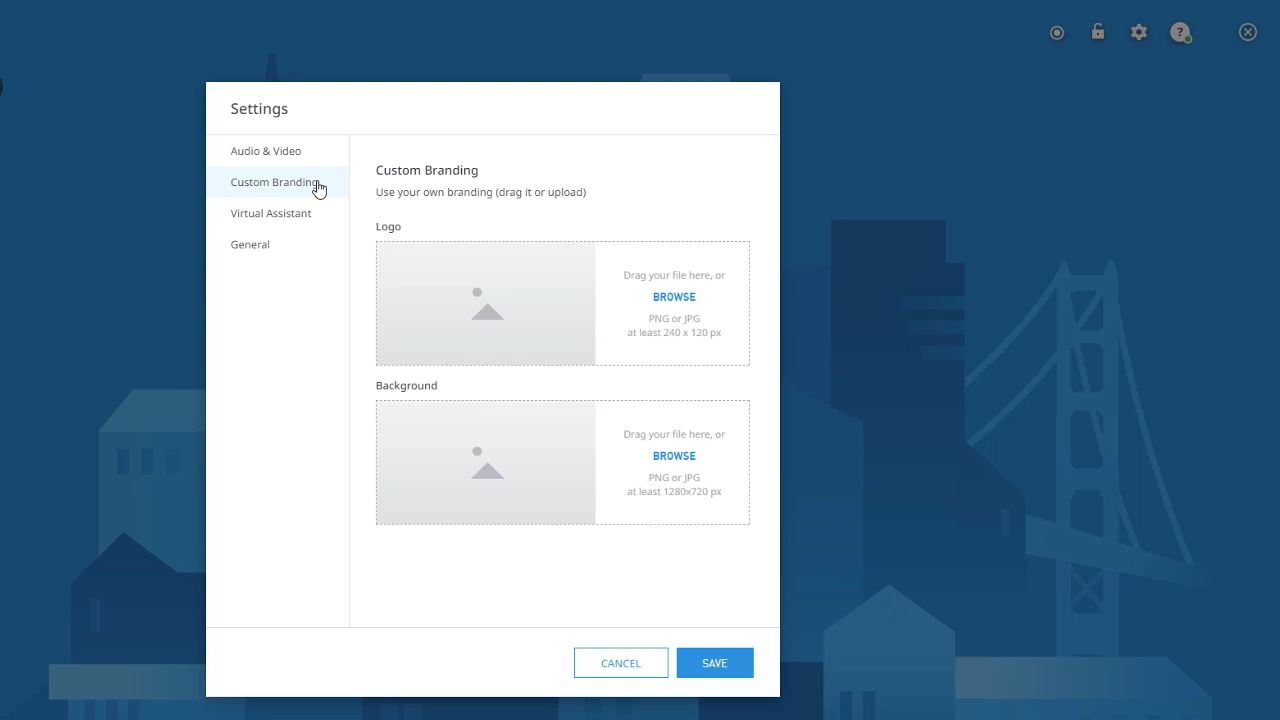 ?
Settings
Audio & Video
Custom Branding
Virtual Assistant
General
Custom Branding
Use your own branding (drag it or upload)
Logo
Drag your file here, or
BROWSE
PNG or JPG
at least 240 x 120 px
Background
Drag your file here, or
BROWSE
PNG or JPG
at least 1280x720 px
CANCEL
SAVE